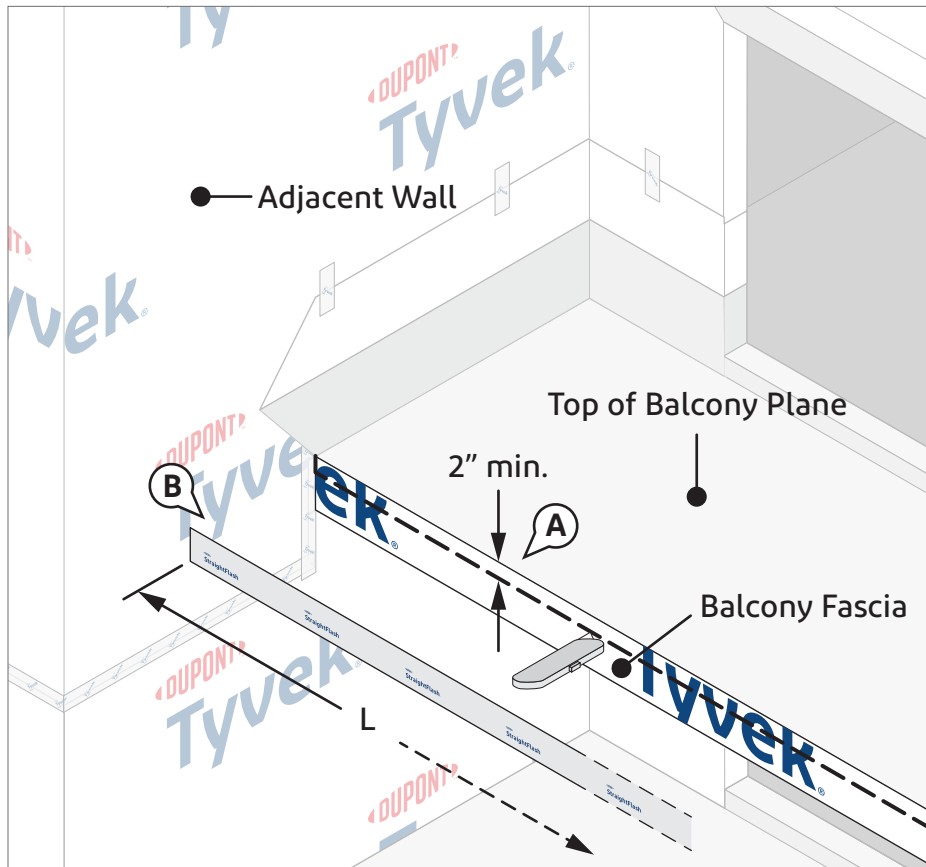 Tyvek
DUPONT
Tyvek®
Adjacent Wall
Tyvek®
Top of Balcony Plane
DUPONT
Tyvek
2” min.
B
A
ek®
StraightFlash
StraightFlash
StraightFlash
StraightFlash
StraightFlash
Balcony Fascia
Tyvek®
DUPONT
Tyvek®
L
DUPONT